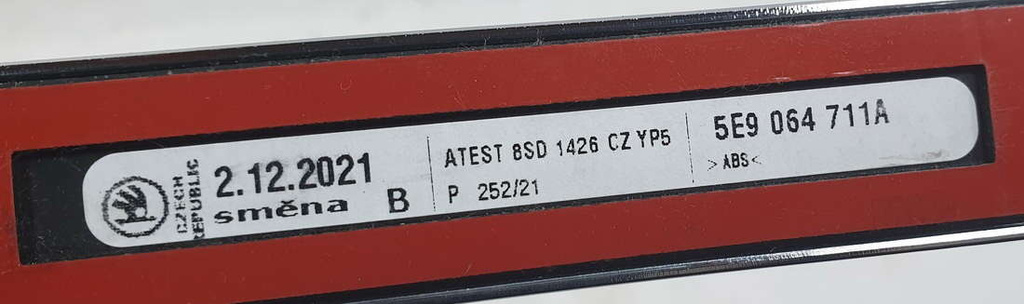 CZECH
REPUBLIC
2.12.2021
směna B
ATEST 8SD 1426 CZ YP5
P 252/21
5E9 064 711A
>ABS<